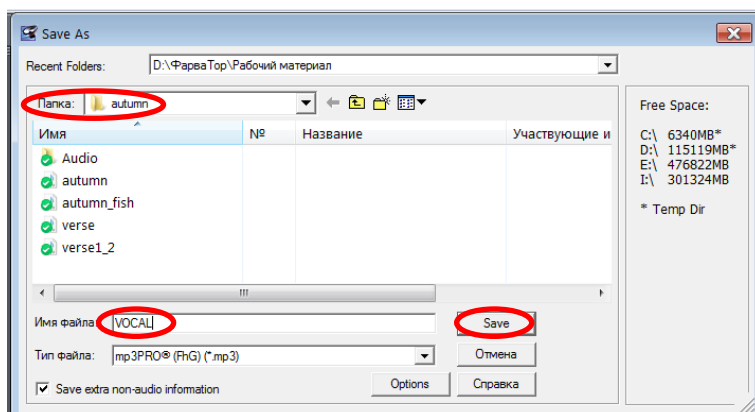 Save As
Recent Folders: D:\ФарваТор\Рабочий материал
Папка: autumn
Имя № Название Участвующие и
Audio
autumn
autumn_fish
verse
verse1_2
Имя файла: VOCAL Save
Тип файла: mp3PRO® (FhG) (*.mp3) Отмена
Save extra non-audio information Options Справка
Free Space:
C:\ 6340MB*
D:\ 115119MB*
E:\ 476822MB
I:\ 301324MB
* Temp Dir